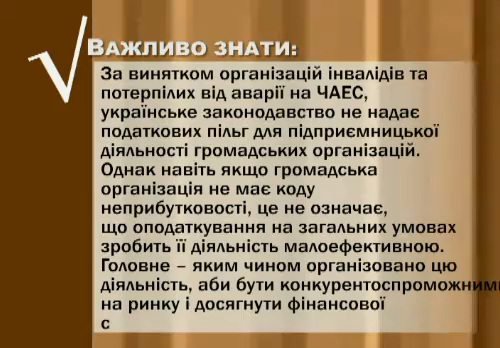 ВАЖЛИВО ЗНАТИ:
За винятком організацій інвалідів та
потерпілих від аварії на ЧАЕС,
українське законодавство не надає
податкових пільг для підприємницької
діяльності громадських організацій.
Однак навіть якщо громадська
організація не має коду
неприбутковості, це не означає,
що оподаткування на загальних умовах
зробить її діяльність малоефективною.
Головне – яким чином організовано цю
діяльність, аби бути конкурентоспроможними
на ринку і досягнути фінансової
с